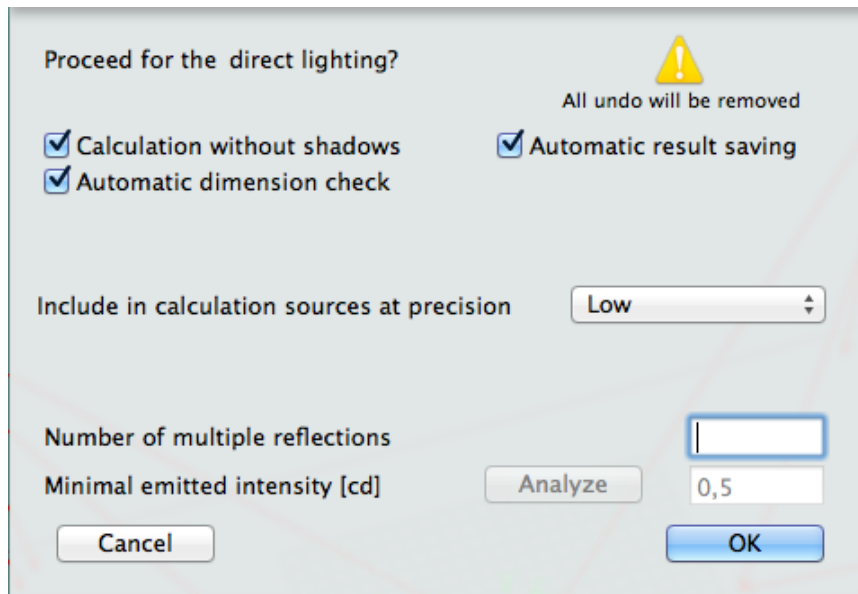 Proceed for the  direct lighting?
All undo will be removed
Calculation without shadows
Automatic result saving
Automatic dimension check
Include in calculation sources at precision
Low
Number of multiple reflections
Minimal emitted intensity [cd]
Analyze
0,5
Cancel
OK